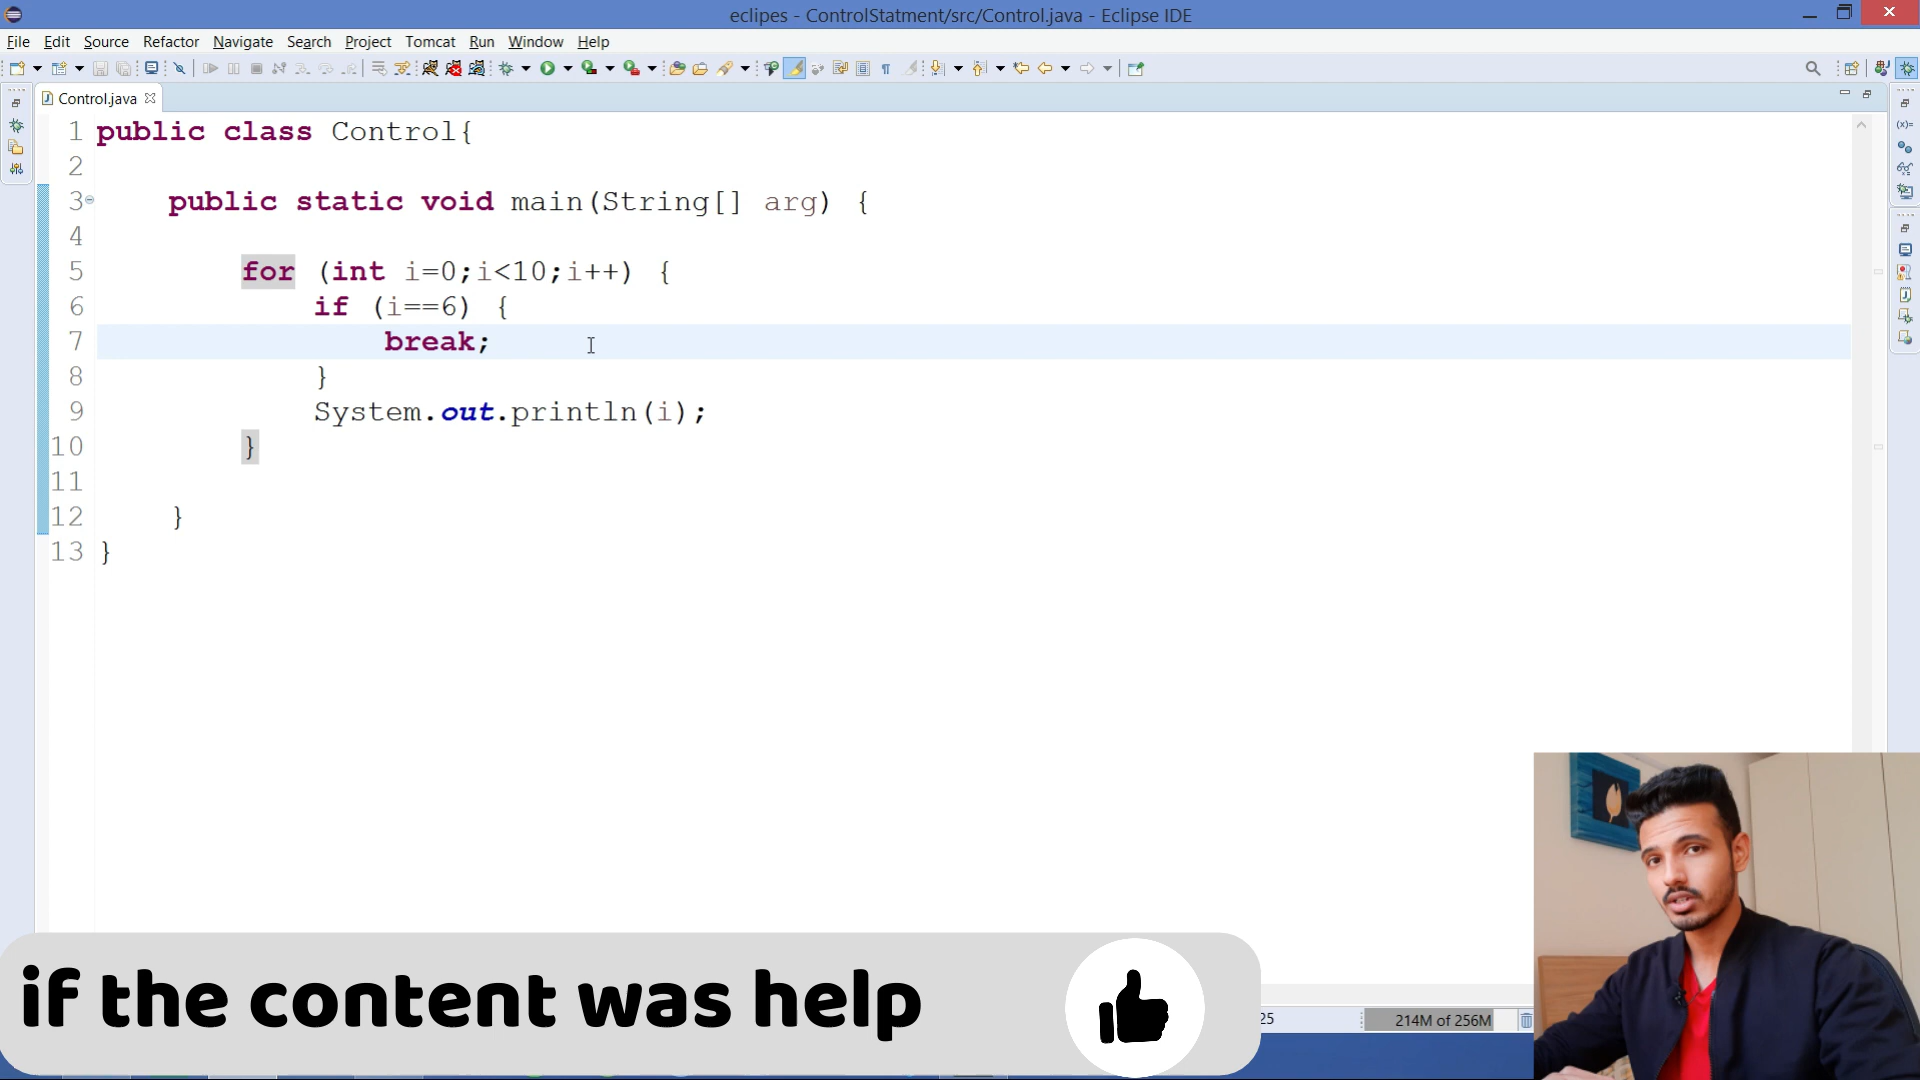 eclipes - ControlStatment/src/Control.java - Eclipse IDE
File Edit Source Refactor Navigate Search Project Tomcat Run Window Help
Control.java
1 public class Control{
2
3 public static void main(String[] arg) {
4
5 for (int i=0;i<10;i++) {
6 if (i==6) {
7 break;
8 }
9 System.out.println(i);
10 }
11
12 }
13 }
if the content was help
25
214M of 256M